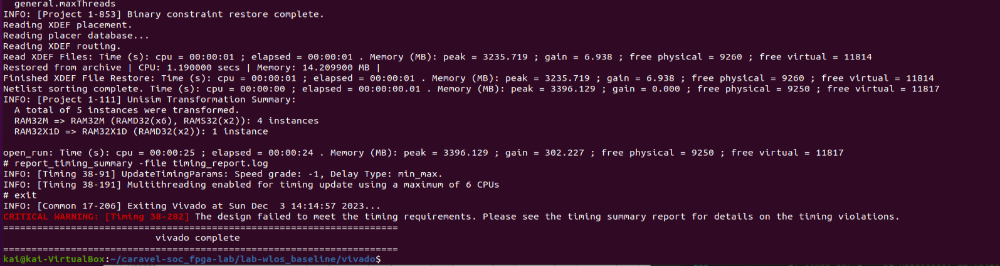 general.maxThreads
INFO: [Project 1-853] Binary constraint restore complete.
Reading XDEF placement.
Reading placer database...
Reading XDEF routing.
Read XDEF Files: Time (s): cpu = 00:00:01 ; elapsed = 00:00:01 . Memory (MB): peak = 3235.719 ; gain = 6.938 ; free physical = 9260 ; free virtual = 11814
Restored from archive | CPU: 1.190000 secs | Memory: 14.209900 MB |
Finished XDEF File Restore: Time (s): cpu = 00:00:01 ; elapsed = 00:00:01 . Memory (MB): peak = 3235.719 ; gain = 6.938 ; free physical = 9260 ; free virtual = 11814
Netlist sorting complete. Time (s): cpu = 00:00:00 ; elapsed = 00:00:00.01 . Memory (MB): peak = 3396.129 ; gain = 0.000 ; free physical = 9250 ; free virtual = 11817
INFO: [Project 1-111] Unisim Transformation Summary:
  A total of 5 instances were transformed.
  RAM32M => RAM32M (RAMD32(x6), RAMS32(x2)): 4 instances
  RAM32X1D => RAM32X1D (RAMD32(x2)): 1 instance
open_run: Time (s): cpu = 00:00:25 ; elapsed = 00:00:24 . Memory (MB): peak = 3396.129 ; gain = 302.227 ; free physical = 9250 ; free virtual = 11817
# report_timing_summary -file timing_report.log
INFO: [Timing 38-91] UpdateTimingParams: Speed grade: -1, Delay Type: min_max.
INFO: [Timing 38-191] Multithreading enabled for timing update using a maximum of 6 CPUs
# exit
INFO: [Common 17-206] Exiting Vivado at Sun Dec  3 14:14:57 2023...
CRITICAL WARNING: [Timing 38-282] The design failed to meet the timing requirements. Please see the timing summary report for details on the timing violations.
======================================================================
vivado complete
======================================================================
kai@kai-VirtualBox:~/caravel-soc_fpga-lab/lab-wlos_baseline/vivado$